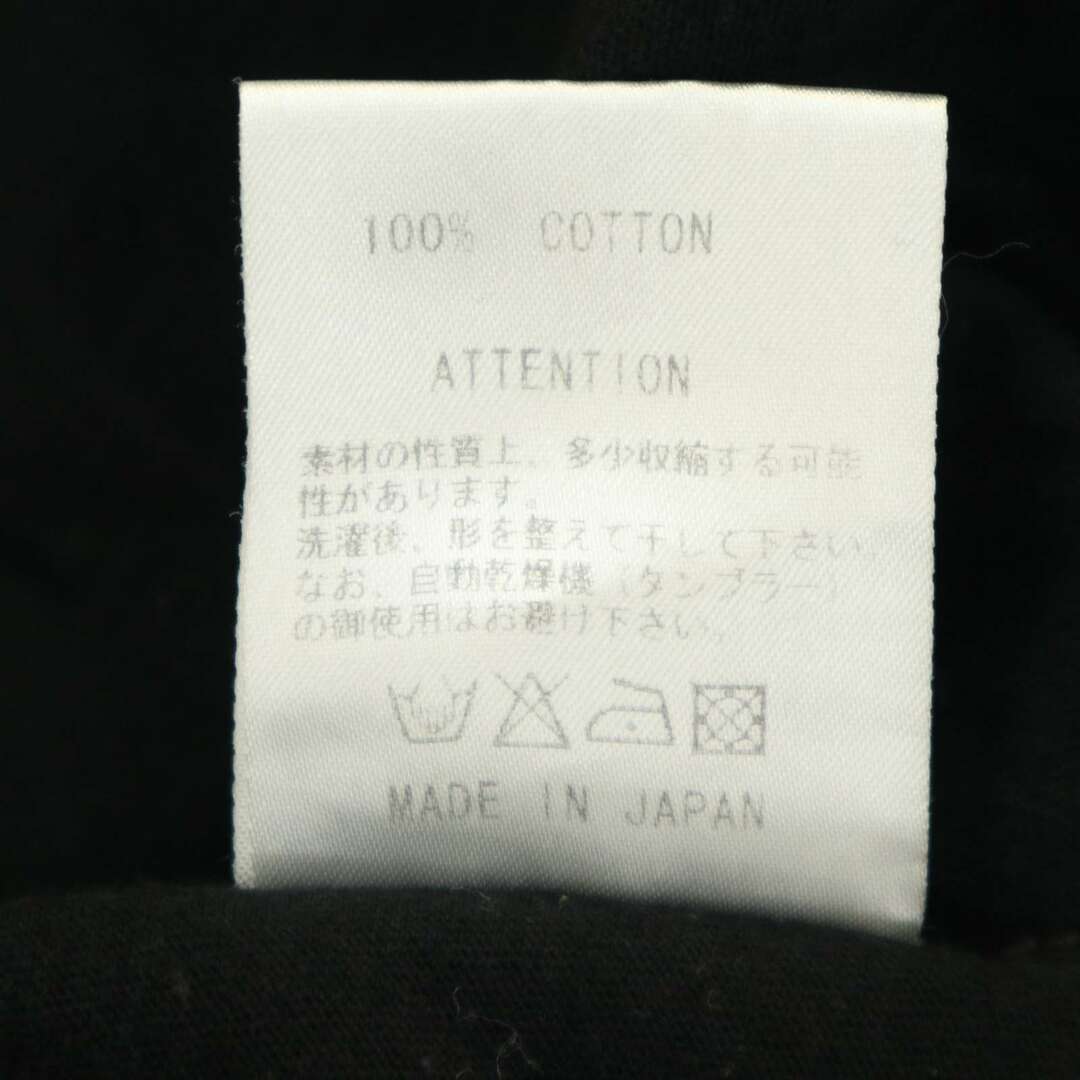 100% COTTON
ATTENTION
素材の性質上、多少収縮する可能
性があります。
洗濯後、形を整えて干して下さい。
なお、自動乾燥機（タンブラー）
の御使用はお避け下さい。
MADE IN JAPAN